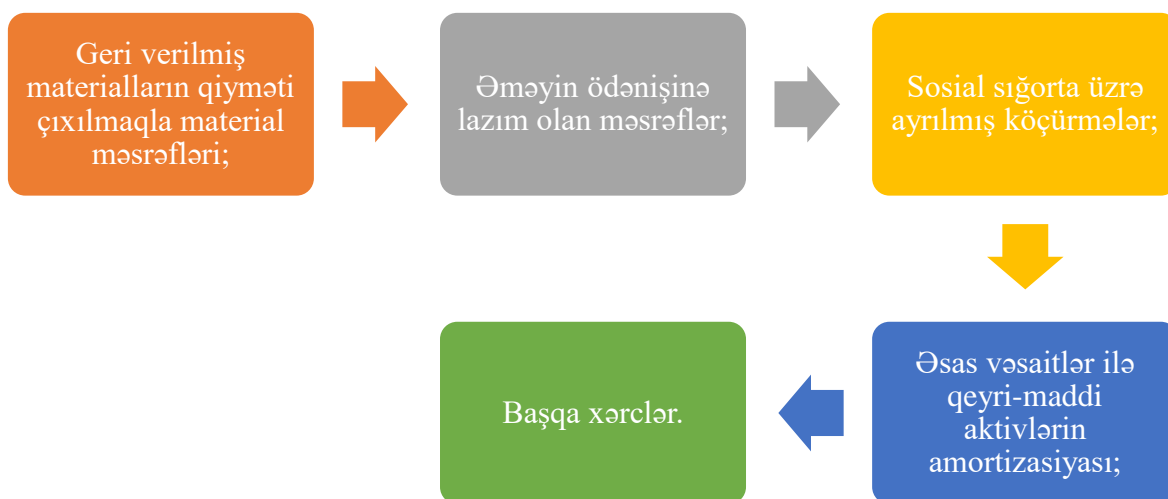 Geri verilmiş
materialların qiyməti
çıxılmaqla material
məsrəfləri;
Əməyin ödənişinə
lazım olan məsrəflər;
Sosial sığorta üzrə
ayrılmış köçürmələr;
Əsas vəsaitlər ilə
qeyri-maddi
aktivlərin
amortizasiyası;
Başqa xərclər.